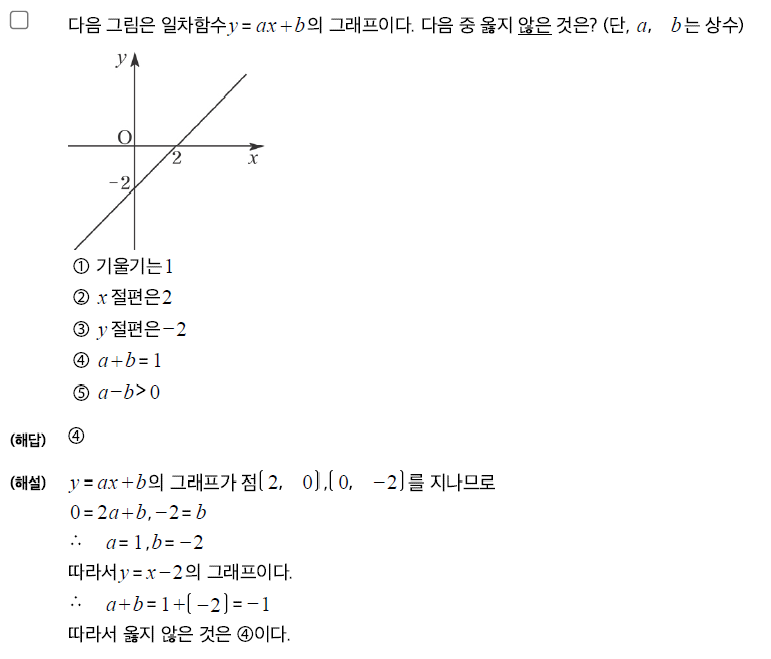 다음 그림은 일차함수 y = ax + b의 그래프이다. 다음 중 옳지 않은 것은? (단, a, b는 상수)
y
O
2
x
-2
① 기울기는 1
② x 절편은 2
③ y 절편은 -2
④ a+b = 1
⑤ a-b > 0
(해답) ④
(해설) y = ax + b의 그래프가 점(2, 0),(0, -2)를 지나므로
0 = 2a+b, -2 = b
∴ a = 1, b = -2
따라서 y = x-2의 그래프이다.
∴ a+b = 1+(-2) = -1
따라서 옳지 않은 것은 ④이다.